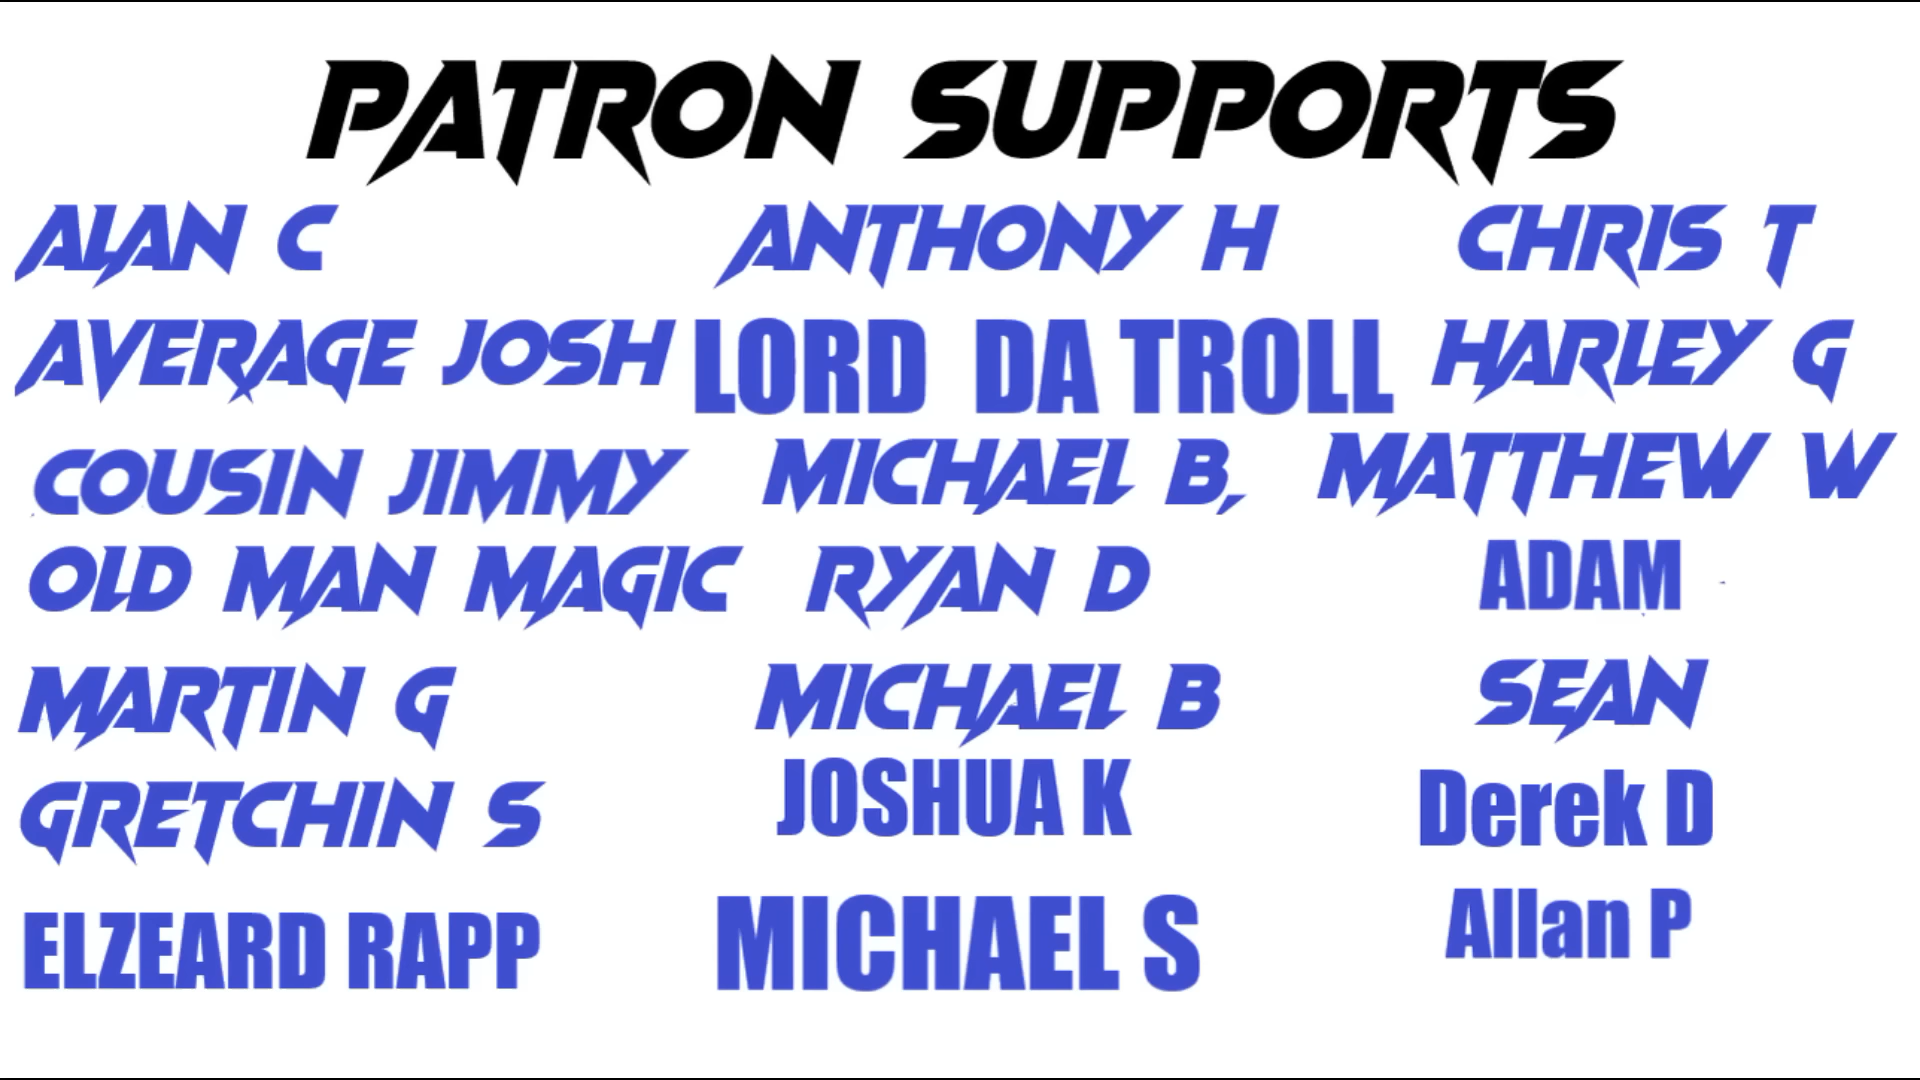 PATRON SUPPORTS
ALAN C ANTHONY H CHRIS T
AVERAGE JOSH LORD DA TROLL HARLEY G
COUSIN JIMMY MICHAEL B, MATTHEW W
OLD MAN MAGIC RYAN D ADAM
MARTIN G MICHAEL B SEAN
GRETCHIN S JOSHUA K Derek D
ELZEARD RAPP MICHAEL S Allan P